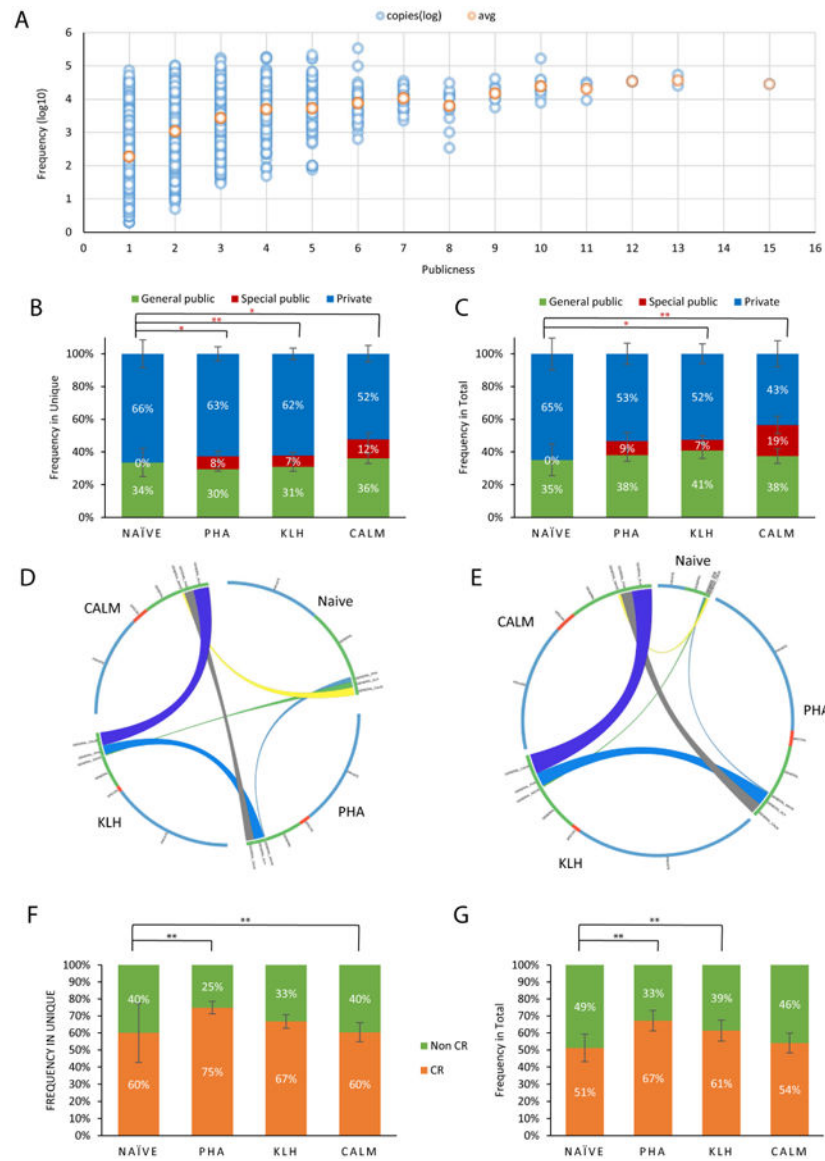 A
copies(log) avg
Frequency (log10)
6
5
4
3
2
1
0
0 1 2 3 4 5 6 7 8 9 10 11 12 13 14 15 16
Publicness
B
General public Special public Private
* 
**
*
Frequency in Unique
100%
80%
60%
40%
20%
0%
66% 63% 62% 52%
0% 8% 7% 12%
34% 30% 31% 36%
NAÏVE PHA KLH CALM
C
General public Special public Private
**
*
Frequency in Total
100%
80%
60%
40%
20%
0%
65% 53% 52% 43%
0% 9% 7% 19%
35% 38% 41% 38%
NAÏVE PHA KLH CALM
D
CALM
Naive
KLH
PHA
E
Naive
CALM
PHA
KLH
F
**
**
FREQUENCY IN UNIQUE
100%
90%
80%
70%
60%
50%
40%
30%
20%
10%
0%
40% 25% 33% 40%
60% 75% 67% 60%
NAÏVE PHA KLH CALM
Non CR
CR
G
**
**
Frequency in Total
100%
90%
80%
70%
60%
50%
40%
30%
20%
10%
0%
49% 33% 39% 46%
51% 67% 61% 54%
NAÏVE PHA KLH CALM